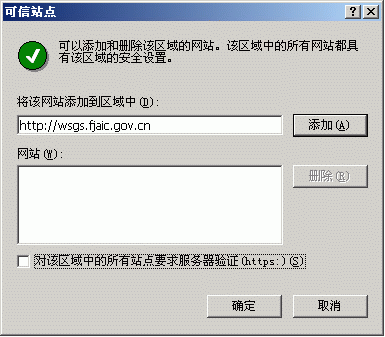 可信站点
可以添加和删除该区域的网站。该区域中的所有网站都具
有该区域的安全设置。
将该网站添加到区域中(D):
http://wsgs.fjaic.gov.cn
添加(A)
网站(W):
删除(R)
对该区域中的所有站点要求服务器验证(https:)(S)
确定
取消